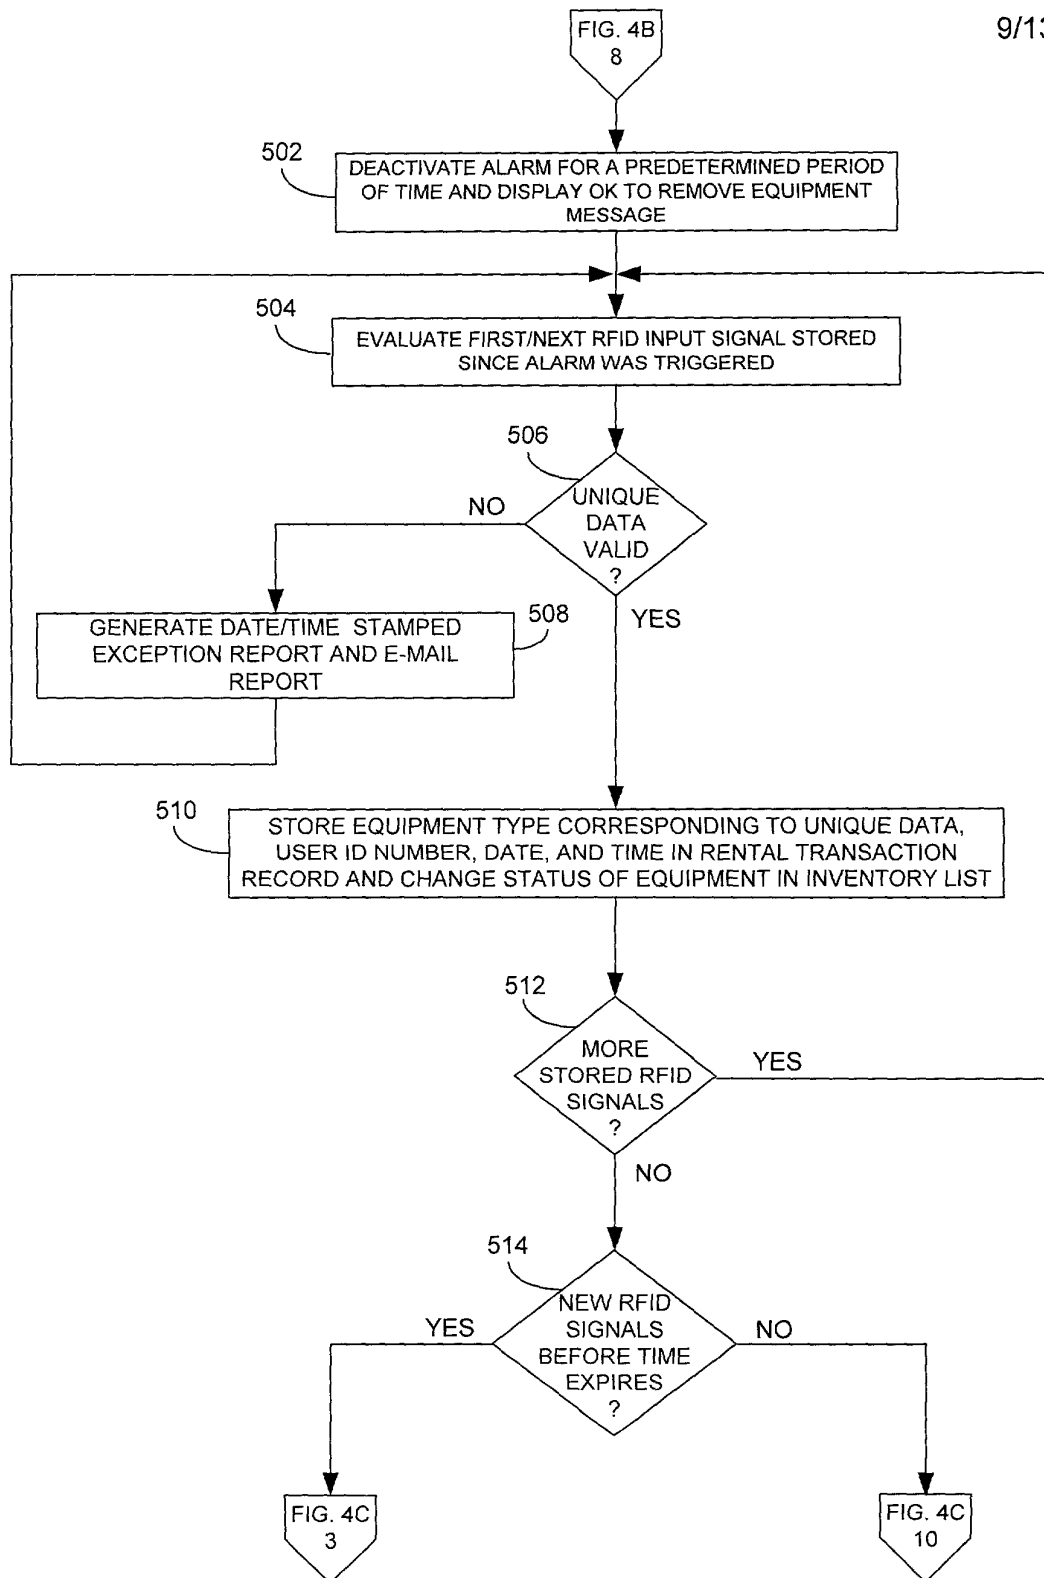 FIG. 4B
8
9/13
502
DEACTIVATE ALARM FOR A PREDETERMINED PERIOD
OF TIME AND DISPLAY OK TO REMOVE EQUIPMENT
MESSAGE
504
EVALUATE FIRST/NEXT RFID INPUT SIGNAL STORED
SINCE ALARM WAS TRIGGERED
506
UNIQUE
DATA
VALID
?
NO
YES
GENERATE DATE/TIME STAMPED
EXCEPTION REPORT AND E-MAIL
REPORT
508
510
STORE EQUIPMENT TYPE CORRESPONDING TO UNIQUE DATA,
USER ID NUMBER, DATE, AND TIME IN RENTAL TRANSACTION
RECORD AND CHANGE STATUS OF EQUIPMENT IN INVENTORY LIST
512
MORE
STORED RFID
SIGNALS
?
YES
NO
514
NEW RFID
SIGNALS
BEFORE TIME
EXPIRES
?
YES
NO
FIG. 4C
3
FIG. 4C
10